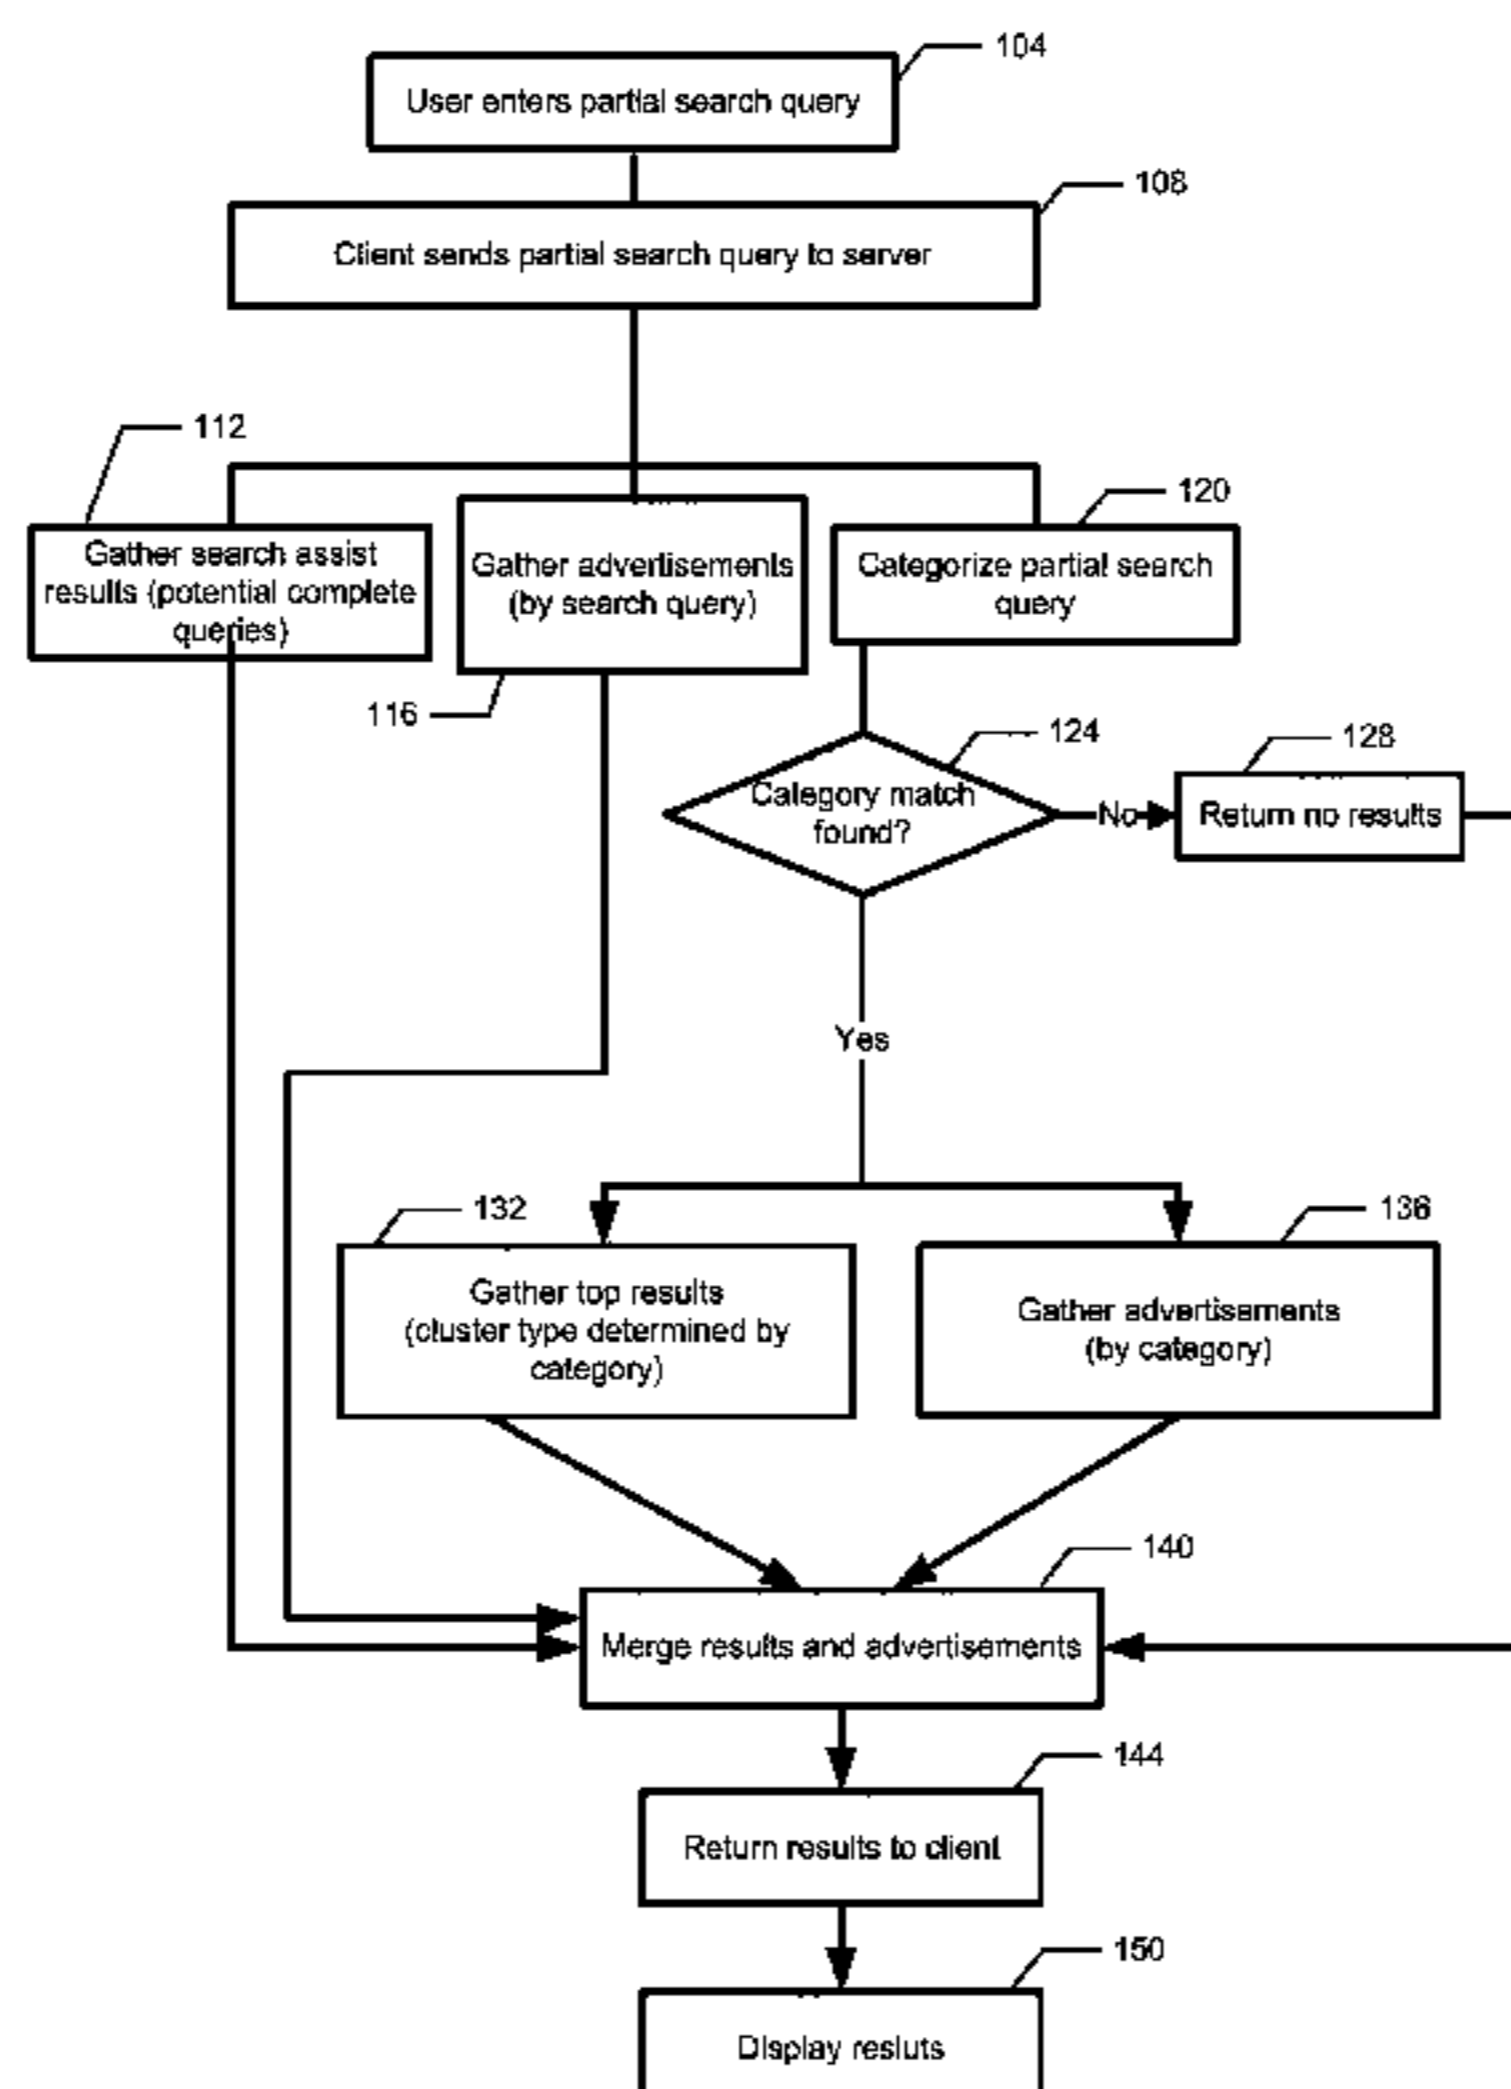 104
User enters partial search query
108
Client sends partial search query to server
112
Gather search assist
results (potential complete
queries)
Gather advertisements
(by search query)
116
120
Categorize partial search
query
124
Category match
found?
No
128
Return no results
Yes
132
Gather top results
(cluster type determined by
category)
136
Gather advertisements
(by category)
140
Merge results and advertisements
144
Return results to client
150
Display resluts